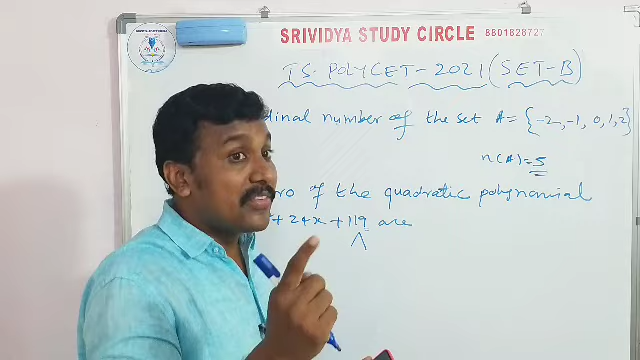 SRIVIDYA STUDY CIRCLE 8801828727
TS. POLYCET-2021 (SET-B)
dinal number of the set A = {-2, -1, 0, 1, 2}
n(A) = 5
ro of the quadratic polynomial
+ 24x + 119 are